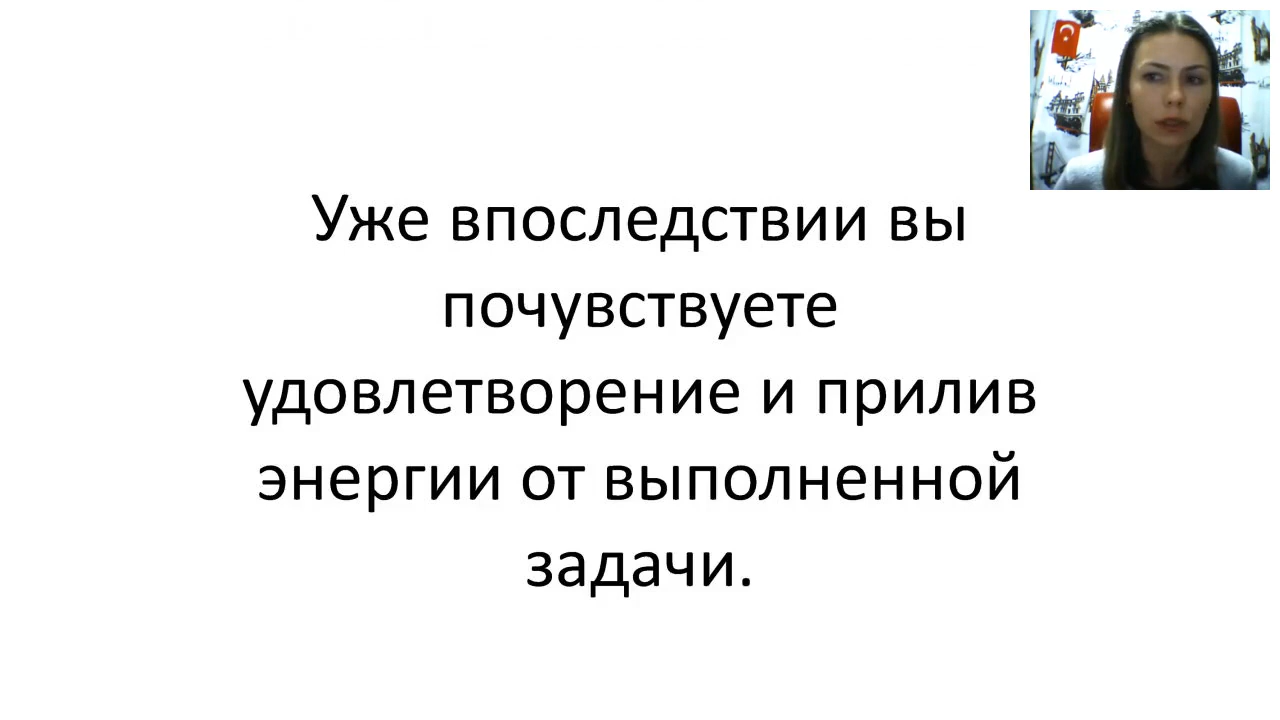 Уже впоследствии вы
почувствуете
удовлетворение и прилив
энергии от выполненной
задачи.